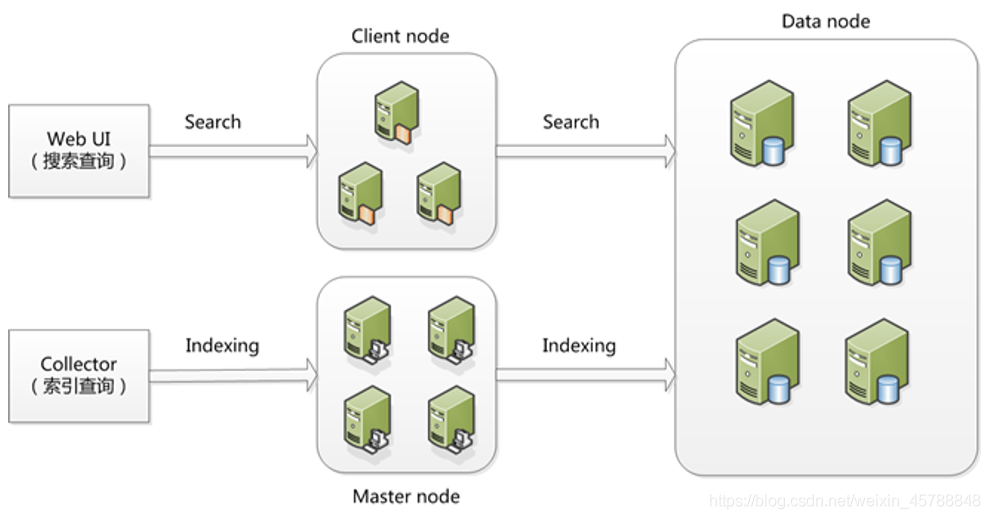 Data node
Client node
Web UI
（搜索查询）
Search
Search
Collector
（索引查询）
Indexing
Indexing
Master node
https://blog.csdn.net/weixin_45788848